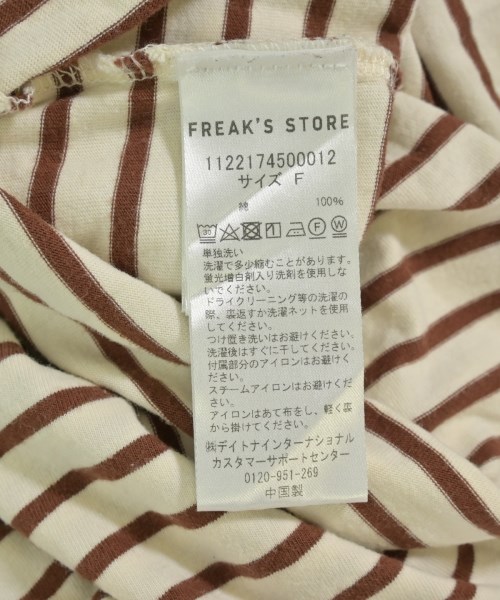 FREAK'S STORE
1122174500012
サイズ F
綿 100%
30 F W
単独洗い
洗濯で多少縮むことがあります。
蛍光増白剤入り洗剤を使用しな
いでください。
ドライクリーニング等の洗濯の
際、裏返すか洗濯ネットを使用
してください。
つけ置き洗いはお避けください。
洗濯後はすぐに干してください。
付属部分のアイロンはお避けくだ
さい。
スチームアイロンはお避けくださ
い。
アイロンはあて布をし、軽く裏
から掛けてください。
㈱デイトナインターナショナル
カスタマーサポートセンター
0120-951-269
中国製